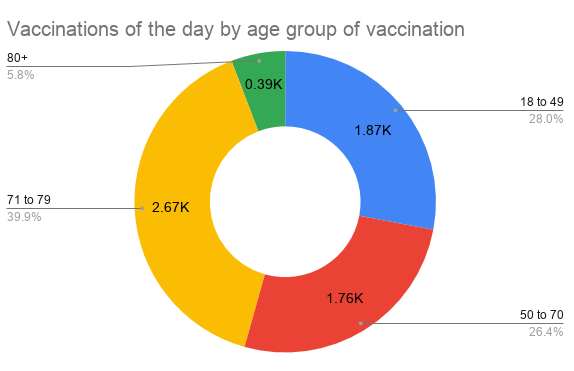 Vaccinations of the day by age group of vaccination
80+
5.8%
0.39K
18 to 49
28.0%
1.87K
71 to 79
39.9%
2.67K
1.76K
50 to 70
26.4%